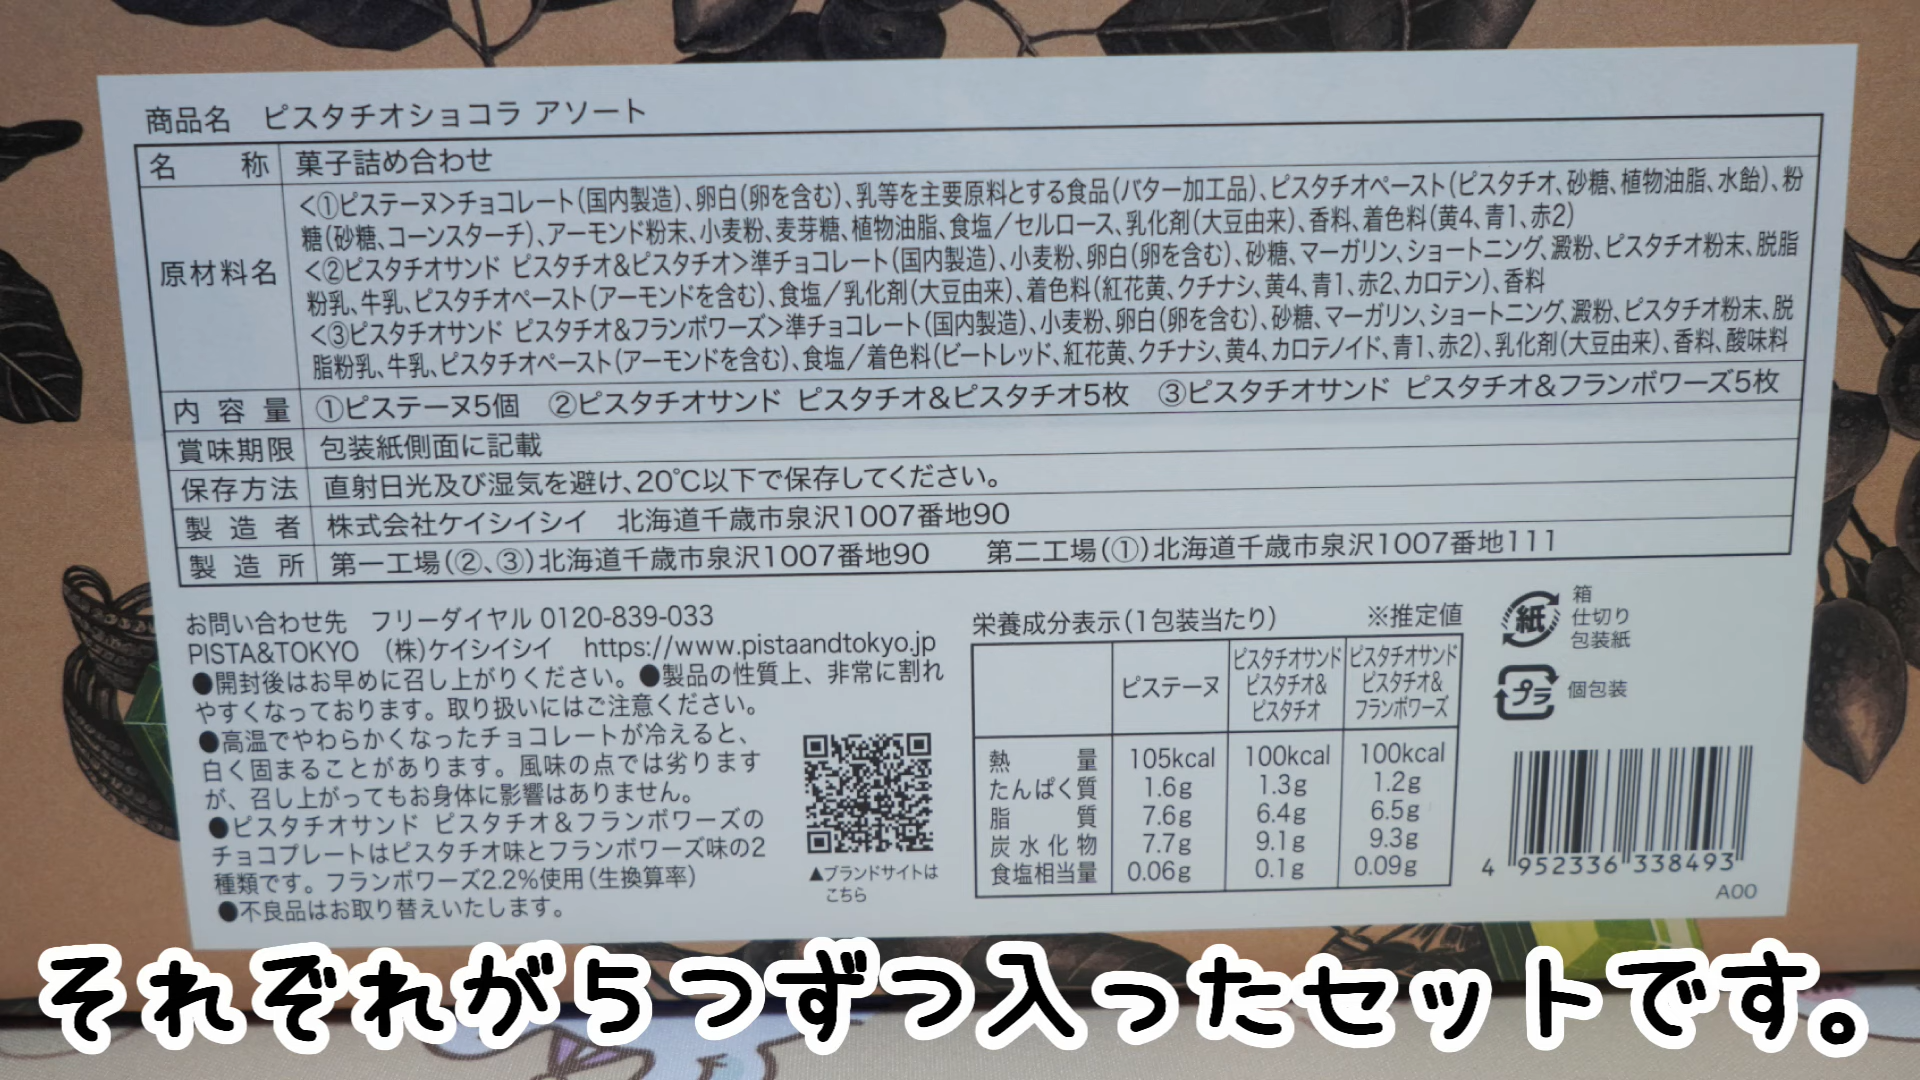 商品名　ピスタチオショコラ アソート
名称　菓子詰め合わせ
原材料名
<①ピステーヌ>チョコレート(国内製造)、卵白(卵を含む)、乳等を主要原料とする食品(バター加工品)、ピスタチオペースト(ピスタチオ、砂糖、植物油脂、水飴)、粉
糖(砂糖、コーンスターチ)、アーモンド粉末、小麦粉、麦芽糖、植物油脂、食塩/セルロース、乳化剤(大豆由来)、香料、着色料(黄4、青1、赤2)
<②ピスタチオサンド ピスタチオ&ピスタチオ>準チョコレート(国内製造)、小麦粉、卵白(卵を含む)、砂糖、マーガリン、ショートニング、澱粉、ピスタチオ粉末、脱脂
粉乳、牛乳、ピスタチオペースト(アーモンドを含む)、食塩/乳化剤(大豆由来)、着色料(紅花黄、クチナシ、黄4、青1、赤2、カロテン)、香料
<③ピスタチオサンド ピスタチオ&フランボワーズ>準チョコレート(国内製造)、小麦粉、卵白(卵を含む)、砂糖、マーガリン、ショートニング、澱粉、ピスタチオ粉末、脱
脂粉乳、牛乳、ピスタチオペースト(アーモンドを含む)、食塩/着色料(ビートレッド、紅花黄、クチナシ、黄4、カロテノイド、青1、赤2)、乳化剤(大豆由来)、香料、酸味料
内容量　①ピステーヌ5個　②ピスタチオサンド ピスタチオ&ピスタチオ5枚　③ピスタチオサンド ピスタチオ&フランボワーズ5枚
賞味期限　包装紙側面に記載
保存方法　直射日光及び湿気を避け、20℃以下で保存してください。
製造者　株式会社ケイシイシイ　北海道千歳市泉沢1007番地90
製造所　第一工場(②、③)北海道千歳市泉沢1007番地90　第二工場(①)北海道千歳市泉沢1007番地111
お問い合わせ先　フリーダイヤル 0120-839-033
PISTA&TOKYO　(株)ケイシイシイ　https://www.pistaandtokyo.jp
●開封後はお早めに召し上がりください。●製品の性質上、非常に割れ
やすくなっております。取り扱いにはご注意ください。
●高温でやわらかくなったチョコレートが冷えると、
白く固まることがあります。風味の点では劣ります
が、召し上がってもお身体に影響はありません。
●ピスタチオサンド ピスタチオ&フランボワーズの
チョコプレートはピスタチオ味とフランボワーズ味の2
種類です。フランボワーズ2.2%使用(生換算率)
●不良品はお取り替えいたします。
▲ブランドサイトは
こちら
栄養成分表示(1包装当たり)　※推定値
ピステーヌ　ピスタチオサンド ピスタチオ& ピスタチオ　ピスタチオサンド ピスタチオ& フランボワーズ
熱量　105kcal　100kcal　100kcal
たんぱく質　1.6g　1.3g　1.2g
脂質　7.6g　6.4g　6.5g
炭水化物　7.7g　9.1g　9.3g
食塩相当量　0.06g　0.1g　0.09g
紙　箱
仕切り
包装紙
プラ　個包装
4 952336 338493
A00
それぞれが5つずつ入ったセットです。